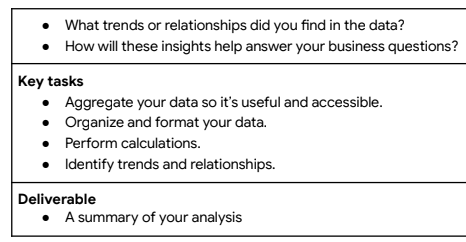 ● What trends or relationships did you find in the data?
● How will these insights help answer your business questions?
Key tasks
● Aggregate your data so it's useful and accessible.
● Organize and format your data.
● Perform calculations.
● Identify trends and relationships.
Deliverable
● A summary of your analysis